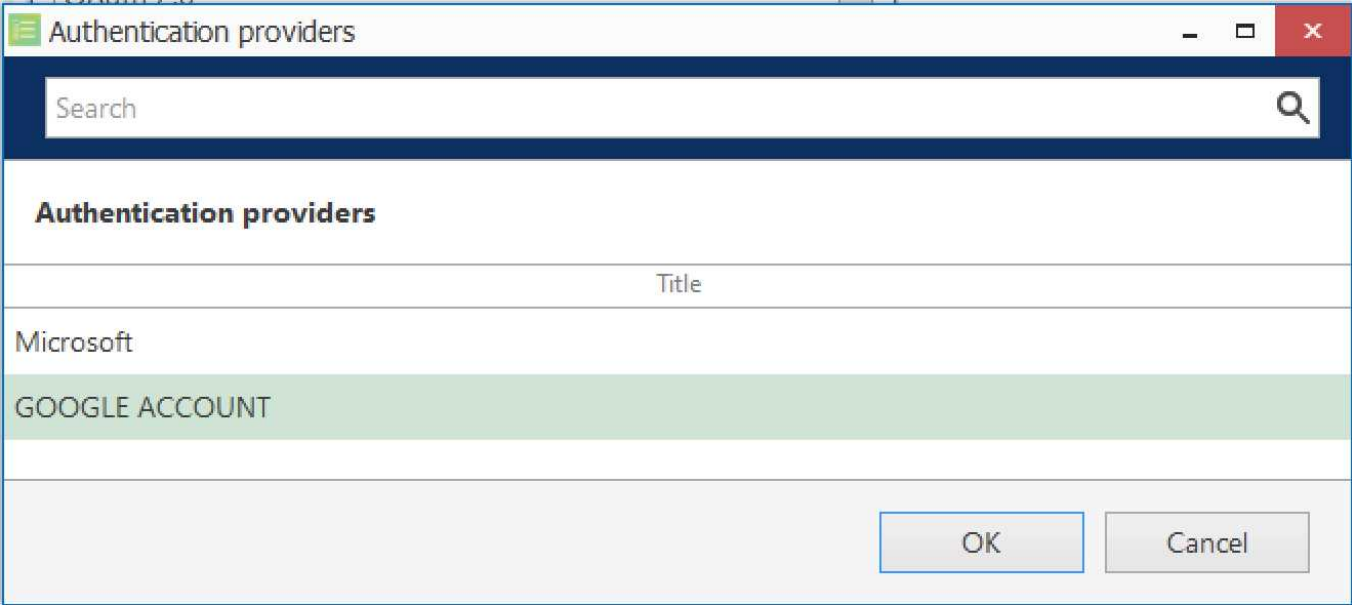 Authentication providers
Search
Authentication providers
Title
Microsoft
GOOGLE ACCOUNT
OK Cancel